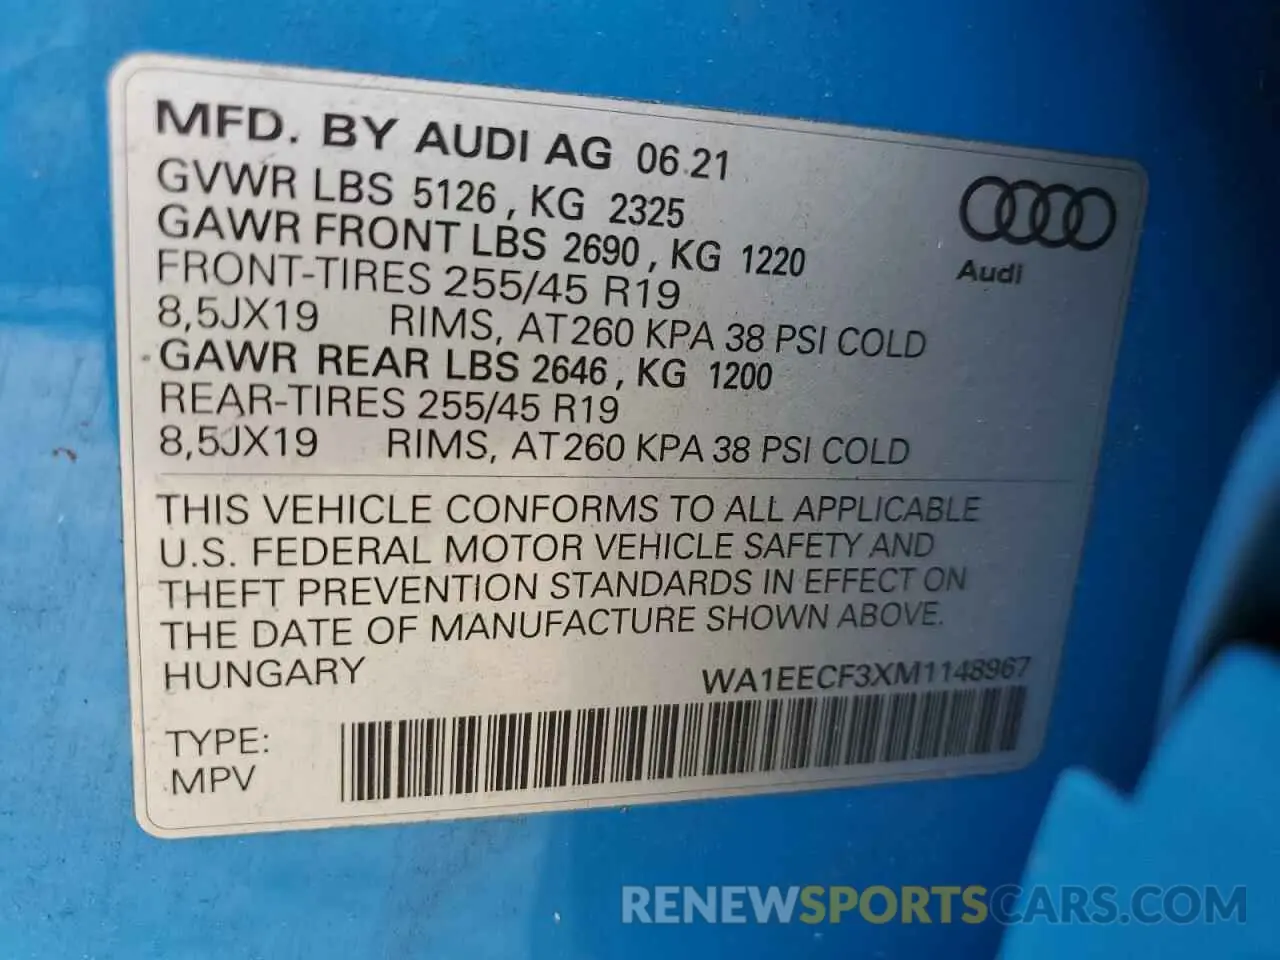 MFD. BY AUDI AG 06.21
GVWR LBS 5126, KG 2325
GAWR FRONT LBS 2690, KG 1220
FRONT-TIRES 255/45 R19
8,5JX19 RIMS, AT260 KPA 38 PSI COLD
GAWR REAR LBS 2646, KG 1200
REAR-TIRES 255/45 R19
8,5JX19 RIMS, AT260 KPA 38 PSI COLD
Audi
THIS VEHICLE CONFORMS TO ALL APPLICABLE
U.S. FEDERAL MOTOR VEHICLE SAFETY AND
THEFT PREVENTION STANDARDS IN EFFECT ON
THE DATE OF MANUFACTURE SHOWN ABOVE.
HUNGARY
WA1EECF3XM1148967
TYPE:
MPV
RENEWSPORTSCARS.COM